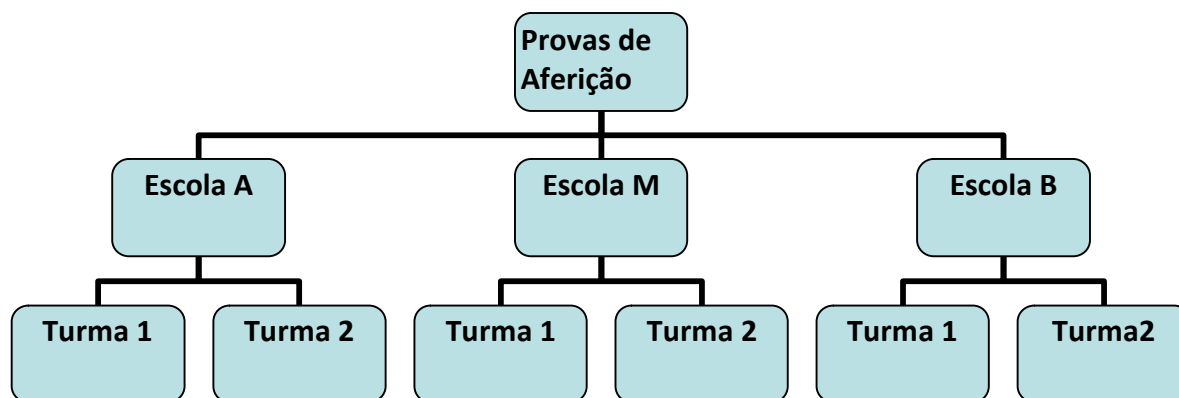 Provas de
Aferição
Escola A
Escola M
Escola B
Turma 1
Turma 2
Turma 1
Turma 2
Turma 1
Turma2